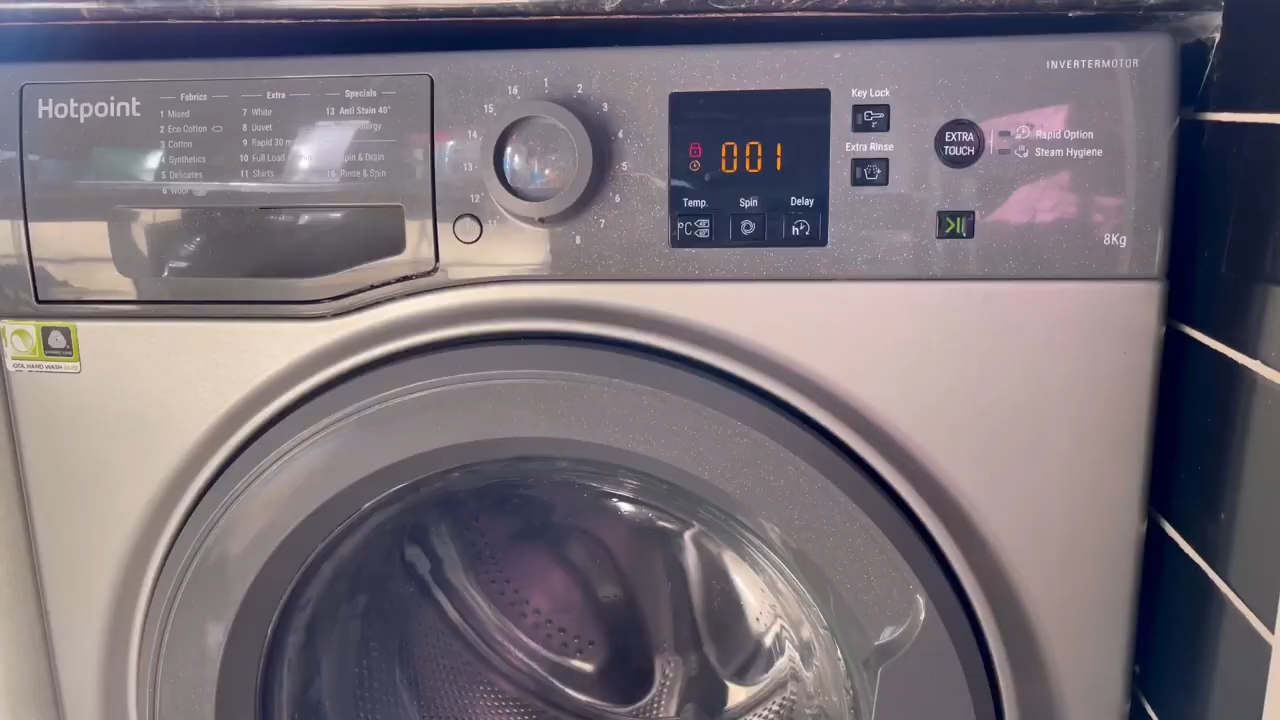 Hotpoint
Fabrics
1 Mixed
2 Eco Cotton
3 Cotton
4 Synthetics
5 Delicates
6 Wool
Extra
7 White
8 Duvet
9 Rapid 30 m
10 Full Load
11 Shirts
Specials
13 Anti Stain 40°
Spin & Drain
16 Rinse & Spin
16
1
2
3
4
5
6
7
8
11
12
13
14
15
001
Temp.
Spin
Delay
°C
h
Key Lock
Extra Rinse
EXTRA
TOUCH
Rapid Option
Steam Hygiene
INVERTERMOTOR
8Kg